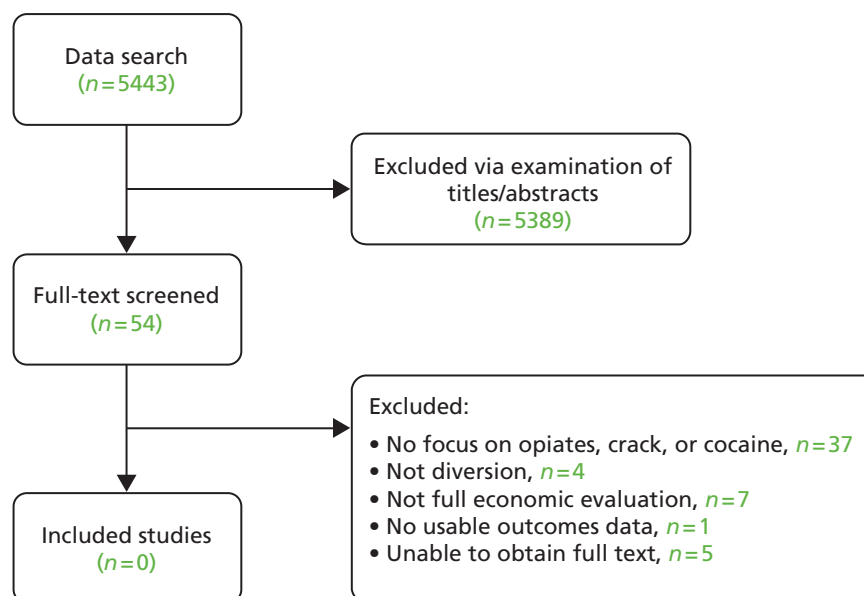 Data search
(n=5443)
Excluded via examination of
titles/abstracts
(n=5389)
Full-text screened
(n=54)
Excluded:
• No focus on opiates, crack, or cocaine, n=37
• Not diversion, n=4
• Not full economic evaluation, n=7
• No usable outcomes data, n=1
• Unable to obtain full text, n=5
Included studies
(n=0)